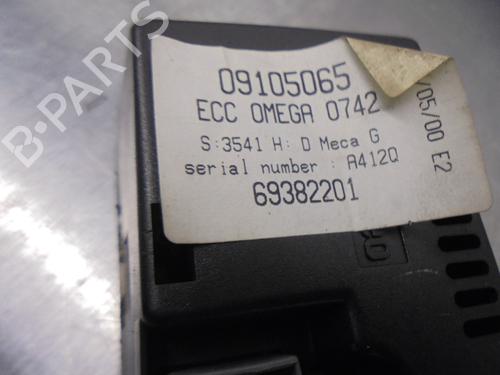 09105065
ECC OMEGA 0742
S:3541 H: D Meca G
serial number : A412Q
69382201
/05/00 E2
B-PARTS